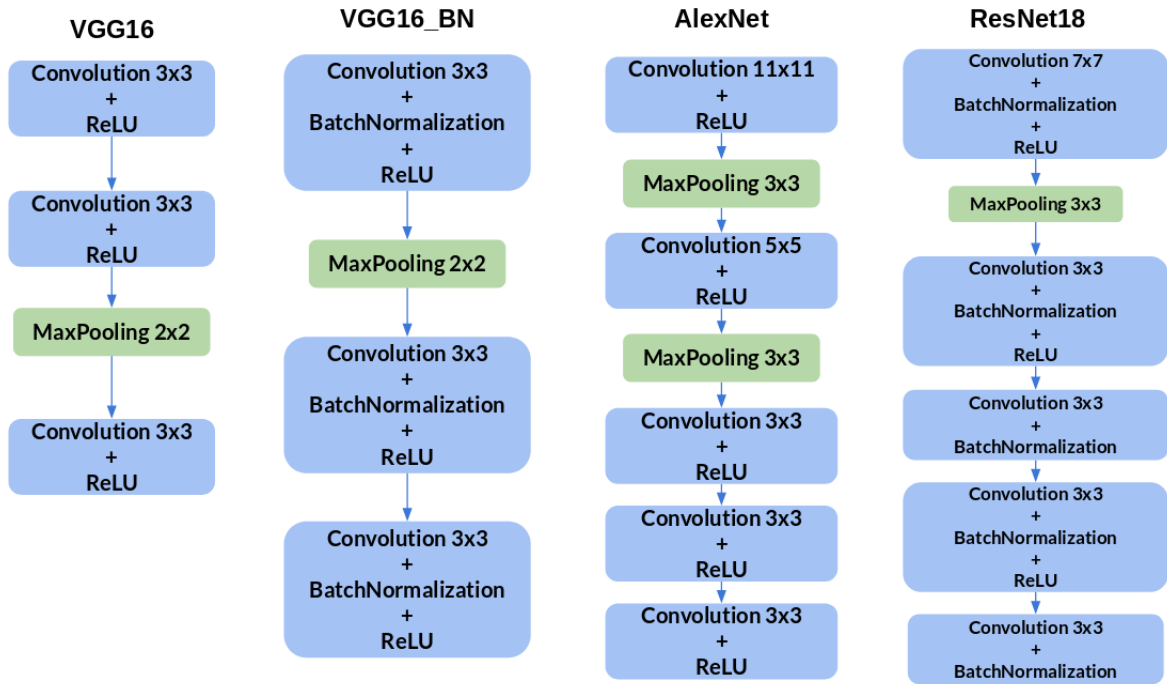 VGG16
Convolution 3x3
+
ReLU
Convolution 3x3
+
ReLU
MaxPooling 2x2
Convolution 3x3
+
ReLU
VGG16_BN
Convolution 3x3
+
BatchNormalization
+
ReLU
MaxPooling 2x2
Convolution 3x3
+
BatchNormalization
+
ReLU
Convolution 3x3
+
BatchNormalization
+
ReLU
AlexNet
Convolution 11x11
+
ReLU
MaxPooling 3x3
Convolution 5x5
+
ReLU
MaxPooling 3x3
Convolution 3x3
+
ReLU
Convolution 3x3
+
ReLU
Convolution 3x3
+
ReLU
ResNet18
Convolution 7x7
+
BatchNormalization
+
ReLU
MaxPooling 3x3
Convolution 3x3
+
BatchNormalization
+
ReLU
Convolution 3x3
+
BatchNormalization
Convolution 3x3
+
BatchNormalization
+
ReLU
Convolution 3x3
+
BatchNormalization